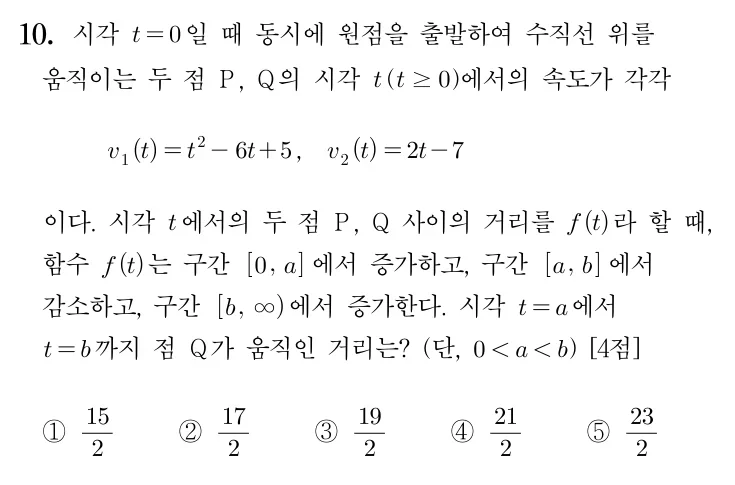 10. 시각 t=0일 때 동시에 원점을 출발하여 수직선 위를
움직이는 두 점 P, Q의 시각 t(t≥0)에서의 속도가 각각
v₁(t)=t²-6t+5, v₂(t)=2t-7
이다. 시각 t에서의 두 점 P, Q 사이의 거리를 f(t)라 할 때,
함수 f(t)는 구간 [0, a]에서 증가하고, 구간 [a, b]에서
감소하고, 구간 [b, ∞)에서 증가한다. 시각 t=a에서
t=b까지 점 Q가 움직인 거리는? (단, 0<a<b) [4점]
① 15/2 ② 17/2 ③ 19/2 ④ 21/2 ⑤ 23/2